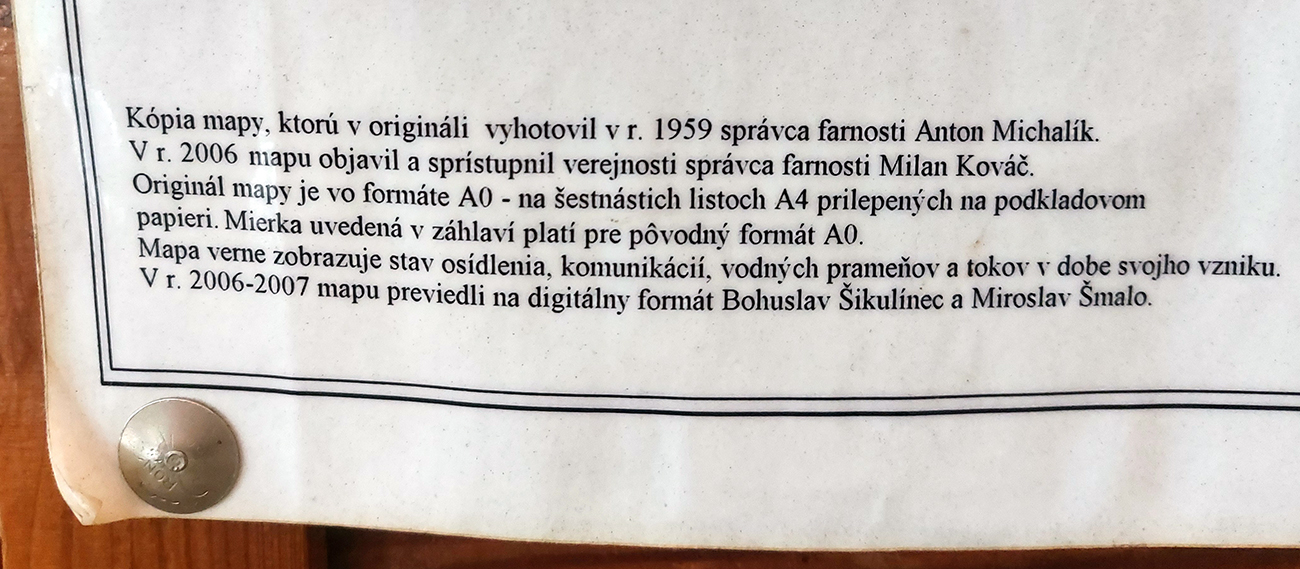 Kópia mapy, ktorú v origináli vyhotovil v r. 1959 správca farnosti Anton Michalík.
V r. 2006 mapu objavil a sprístupnil verejnosti správca farnosti Milan Kováč.
Originál mapy je vo formáte A0 - na šestnástich listoch A4 prilepených na podkladovom
papieri. Mierka uvedená v záhlaví platí pre pôvodný formát A0.
Mapa verne zobrazuje stav osídlenia, komunikácií, vodných prameňov a tokov v dobe svojho vzniku.
V r. 2006-2007 mapu previedli na digitálny formát Bohuslav Šikulínec a Miroslav Šmalo.